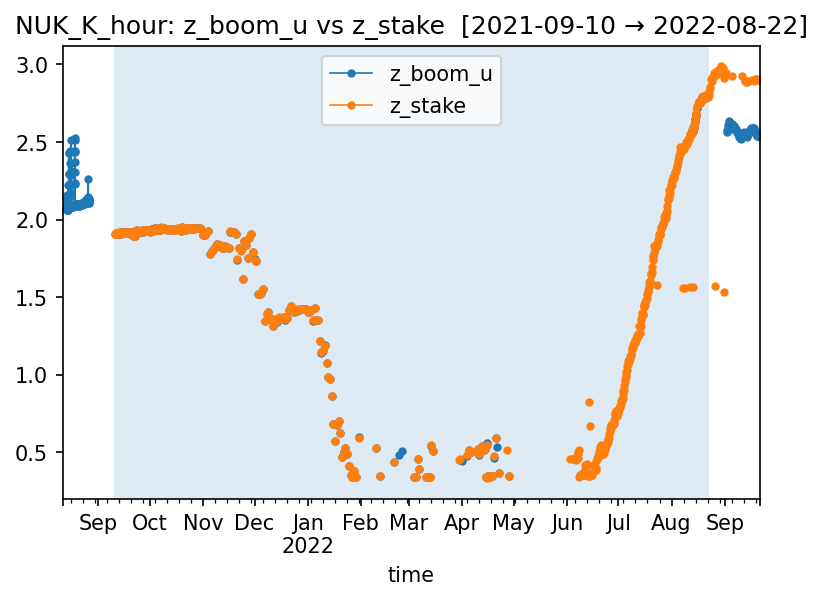 NUK_K_hour: z_boom_u vs z_stake [2021-09-10 → 2022-08-22]
z_boom_u
z_stake
3.0
2.5
2.0
1.5
1.0
0.5
Sep Oct Nov Dec Jan Feb Mar Apr May Jun Jul Aug Sep
2022
time